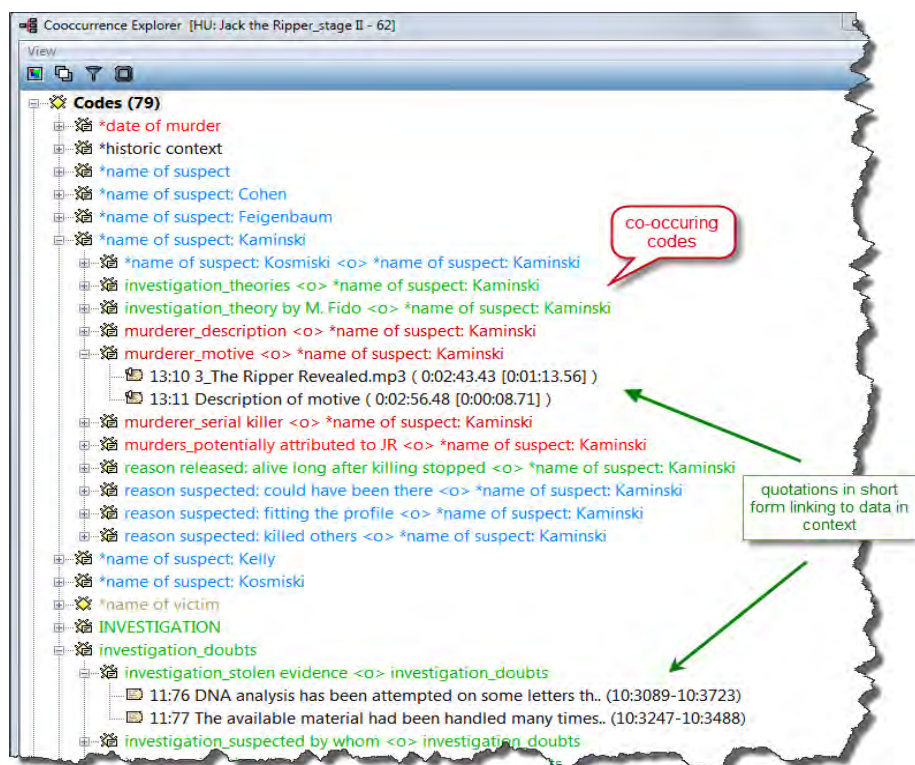 Cooccurrence Explorer [HU: Jack the Ripper_stage II - 62]
View
Codes (79)
*date of murder
*historic context
*name of suspect
*name of suspect: Cohen
*name of suspect: Feigenbaum
*name of suspect: Kaminski
*name of suspect: Kosmiski <o> *name of suspect: Kaminski
investigation_theories <o> *name of suspect: Kaminski
investigation_theory by M. Fido <o> *name of suspect: Kaminski
murderer_description <o> *name of suspect: Kaminski
murderer_motive <o> *name of suspect: Kaminski
13:10 3_The Ripper Revealed.mp3 ( 0:02:43.43 [0:01:13.56] )
13:11 Description of motive ( 0:02:56.48 [0:00:08.71] )
murderer_serial killer <o> *name of suspect: Kaminski
murders_potentially attributed to JR <o> *name of suspect: Kaminski
reason released: alive long after killing stopped <o> *name of suspect: Kaminski
reason suspected: could have been there <o> *name of suspect: Kaminski
reason suspected: fitting the profile <o> *name of suspect: Kaminski
reason suspected: killed others <o> *name of suspect: Kaminski
*name of suspect: Kelly
*name of suspect: Kosmiski
*name of victim
INVESTIGATION
investigation_doubts
investigation_stolen evidence <o> investigation_doubts
11:76 DNA analysis has been attempted on some letters th.. (10:3089-10:3723)
11:77 The available material had been handled many times.. (10:3247-10:3488)
investigation_suspected by whom <o> investigation_doubts
co-occuring
codes
quotations in short
form linking to data in
context